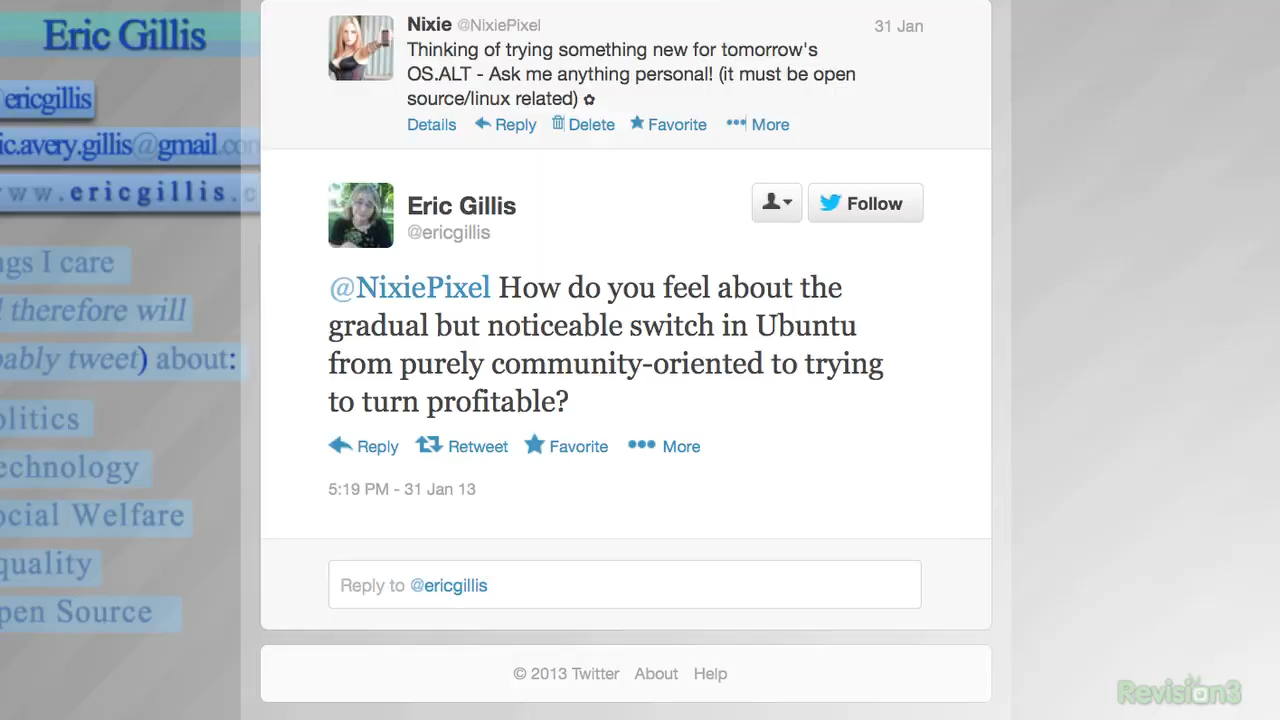 Eric Gillis
@ericgillis
ic.avery.gillis@gmail.com
www.ericgillis.c
ngs I care
therefore will
ably tweet) about:
olitics
echnology
ocial Welfare
quality
pen Source
Nixie @NixiePixel
31 Jan
Thinking of trying something new for tomorrow's
OS.ALT - Ask me anything personal! (it must be open
source/linux related) ✿
Details Reply Delete Favorite More
Eric Gillis
@ericgillis
Follow
@NixiePixel How do you feel about the
gradual but noticeable switch in Ubuntu
from purely community-oriented to trying
to turn profitable?
Reply Retweet Favorite More
5:19 PM - 31 Jan 13
Reply to @ericgillis
© 2013 Twitter About Help
Revision3